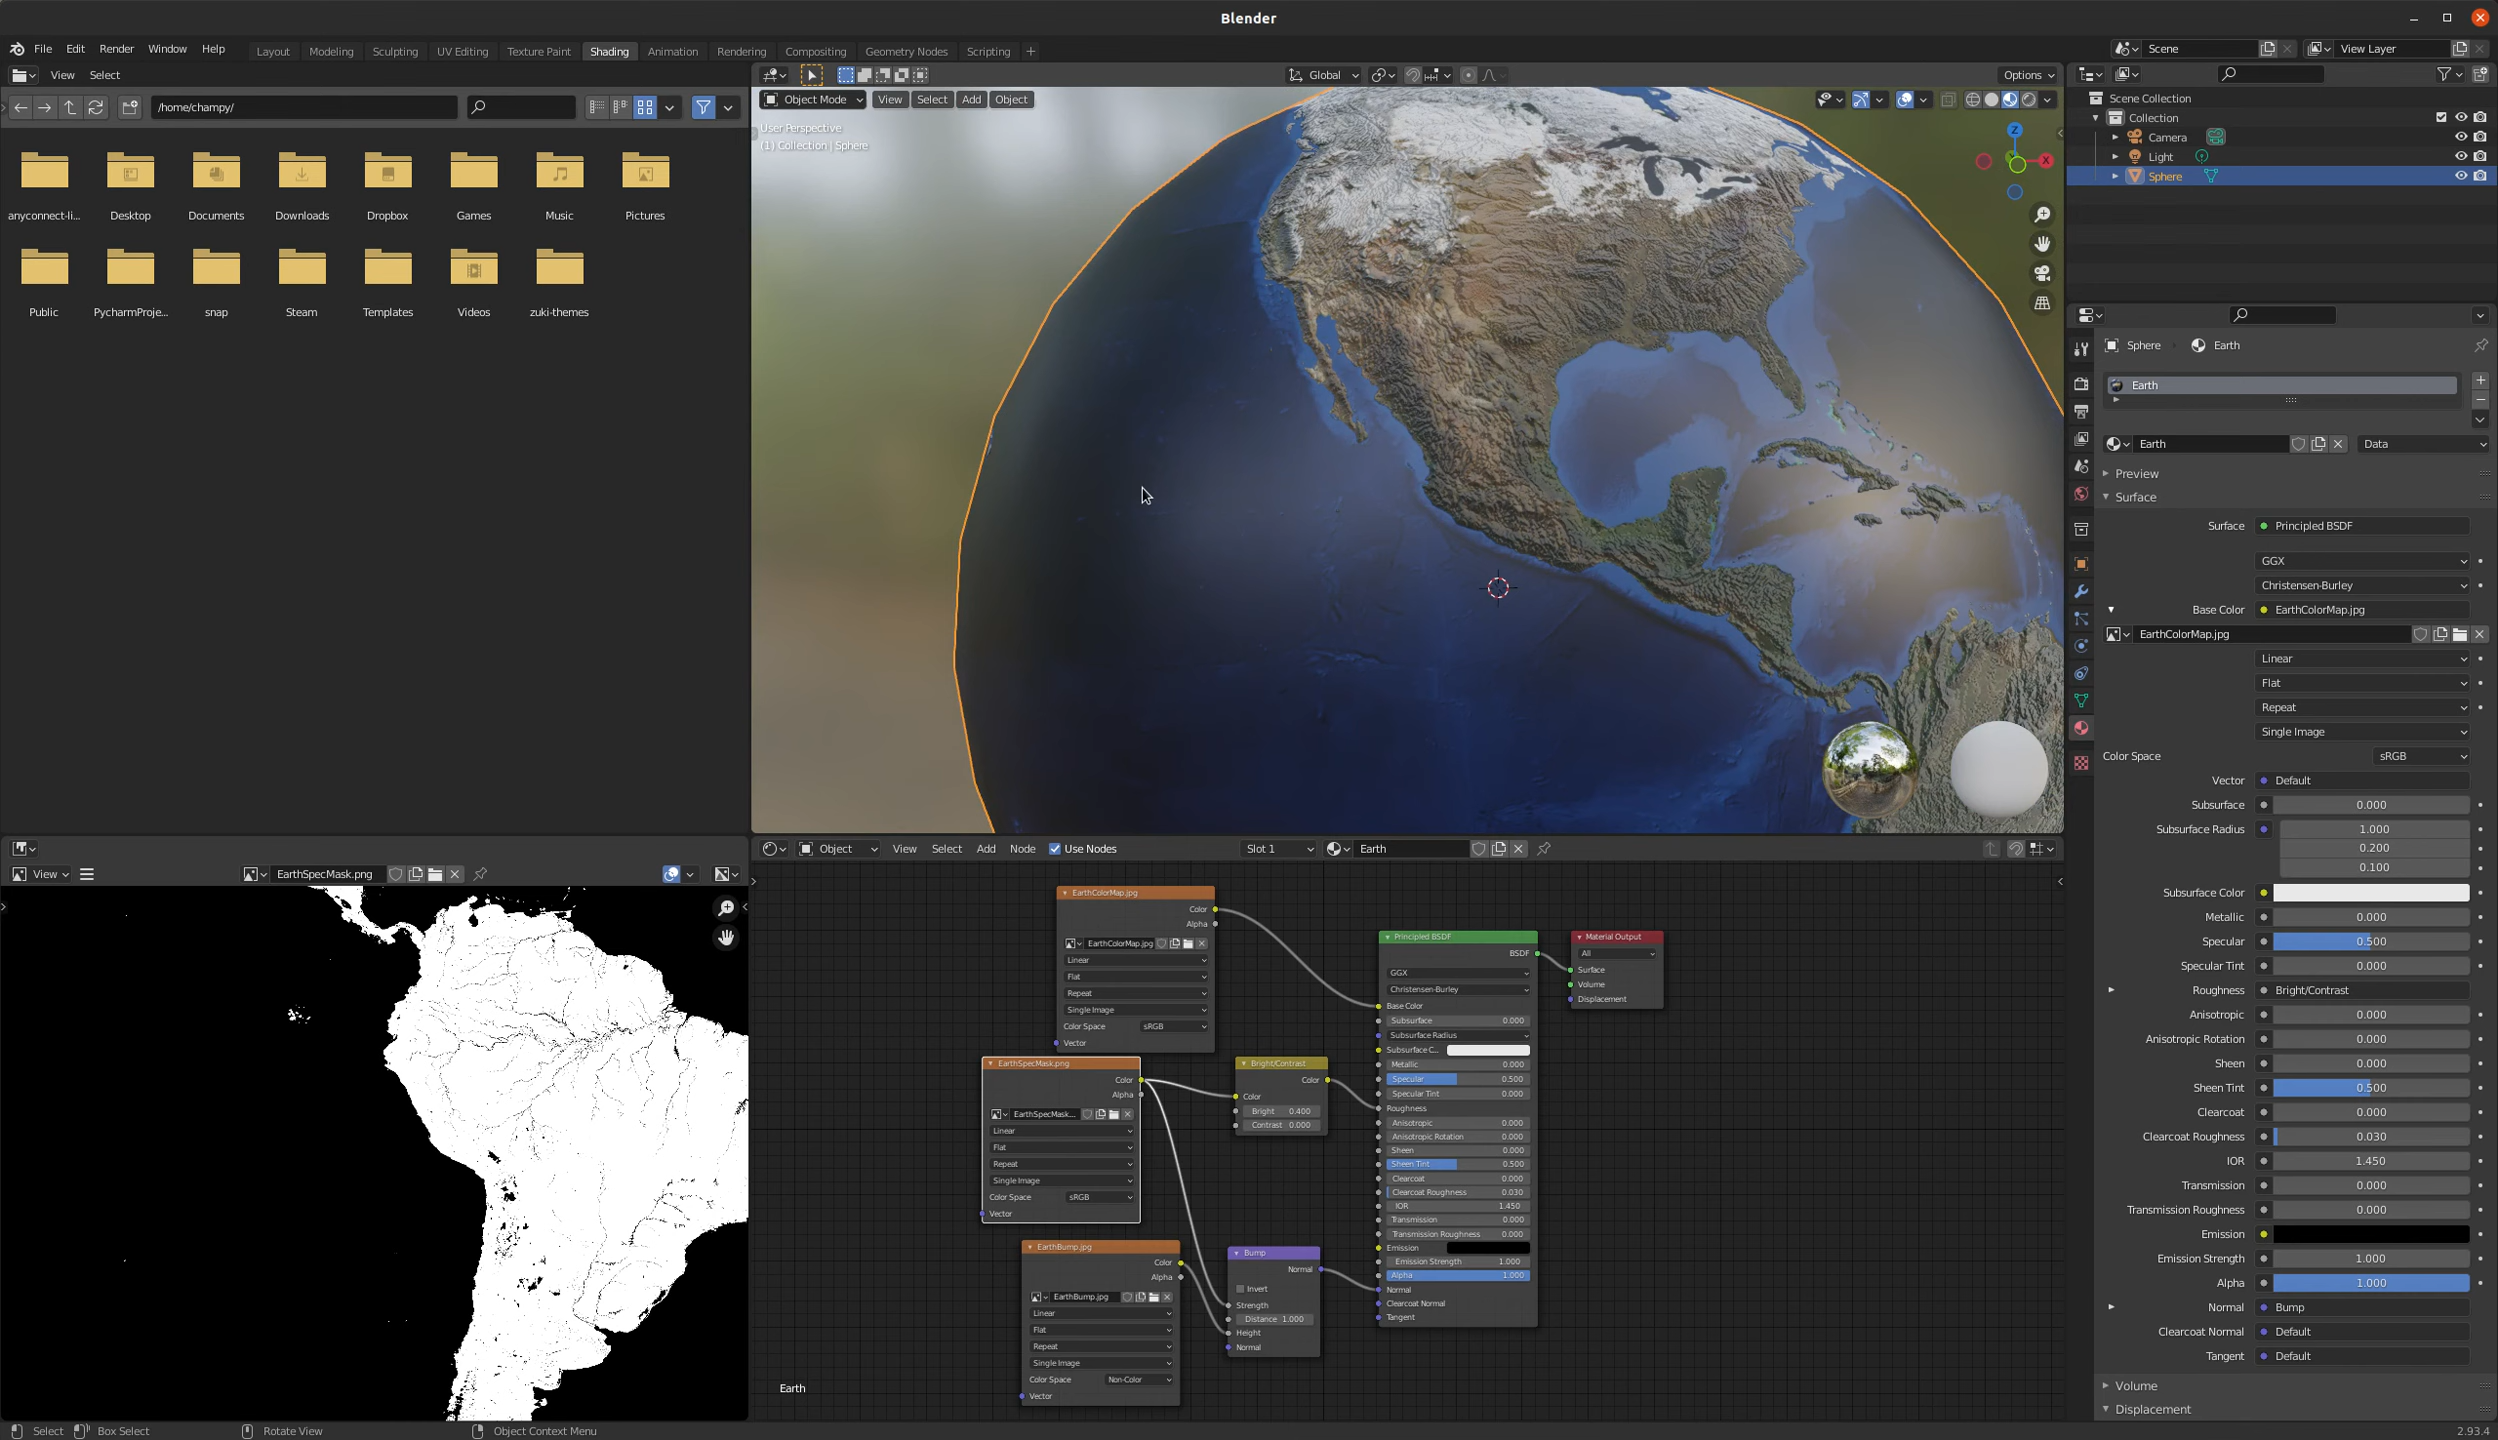 Blender
File Edit Render Window Help Layout Modeling Sculpting UV Editing Texture Paint Shading Animation Rendering Compositing Geometry Nodes Scripting + Scene View Layer
View Select
/home/champy/
anyconnect-li... Desktop Documents Downloads Dropbox Games Music Pictures
Public PycharmProje... snap Steam Templates Videos zuki-themes
Global Options
Object Mode View Select Add Object
User Perspective
(1) Collection | Sphere
Z
X
Scene Collection
Collection
Camera
Light
Sphere
Sphere Earth
Earth
Earth Data
Preview
Surface
Surface Principled BSDF
GGX
Christensen-Burley
Base Color EarthColorMap.jpg
EarthColorMap.jpg
Linear
Flat
Repeat
Single Image
Color Space sRGB
Vector Default
Subsurface 0.000
Subsurface Radius 1.000
0.200
0.100
Subsurface Color
Metallic 0.000
Specular 0.500
Specular Tint 0.000
Roughness Bright/Contrast
Anisotropic 0.000
Anisotropic Rotation 0.000
Sheen 0.000
Sheen Tint 0.500
Clearcoat 0.000
Clearcoat Roughness 0.030
IOR 1.450
Transmission 0.000
Transmission Roughness 0.000
Emission
Emission Strength 1.000
Alpha 1.000
Normal Bump
Clearcoat Normal Default
Tangent Default
Volume
Displacement
View EarthSpecMask.png
Object View Select Add Node Use Nodes Slot 1 Earth
EarthColorMap.jpg
Color
Alpha
EarthColorMap.jpg
Linear
Flat
Repeat
Single Image
Color Space sRGB
Vector
EarthSpecMask.png
Color
Alpha
EarthSpecMask...
Linear
Flat
Repeat
Single Image
Color Space sRGB
Vector
EarthBump.jpg
Color
Alpha
EarthBump.jpg
Linear
Flat
Repeat
Single Image
Color Space Non-Color
Vector
Bright/Contrast
Color
Color
Bright 0.400
Contrast 0.000
Bump
Normal
Invert
Strength
Distance 1.000
Height
Normal
Principled BSDF
BSDF
GGX
Christensen-Burley
Base Color
Subsurface 0.000
Subsurface Radius
Subsurface C...
Metallic 0.000
Specular 0.500
Specular Tint 0.000
Roughness
Anisotropic 0.000
Anisotropic Rotation 0.000
Sheen 0.000
Sheen Tint 0.500
Clearcoat 0.000
Clearcoat Roughness 0.030
IOR 1.450
Transmission 0.000
Transmission Roughness 0.000
Emission
Emission Strength 1.000
Alpha 1.000
Normal
Clearcoat Normal
Tangent
Material Output
All
Surface
Volume
Displacement
Earth
Select Box Select Rotate View Object Context Menu 2.93.4